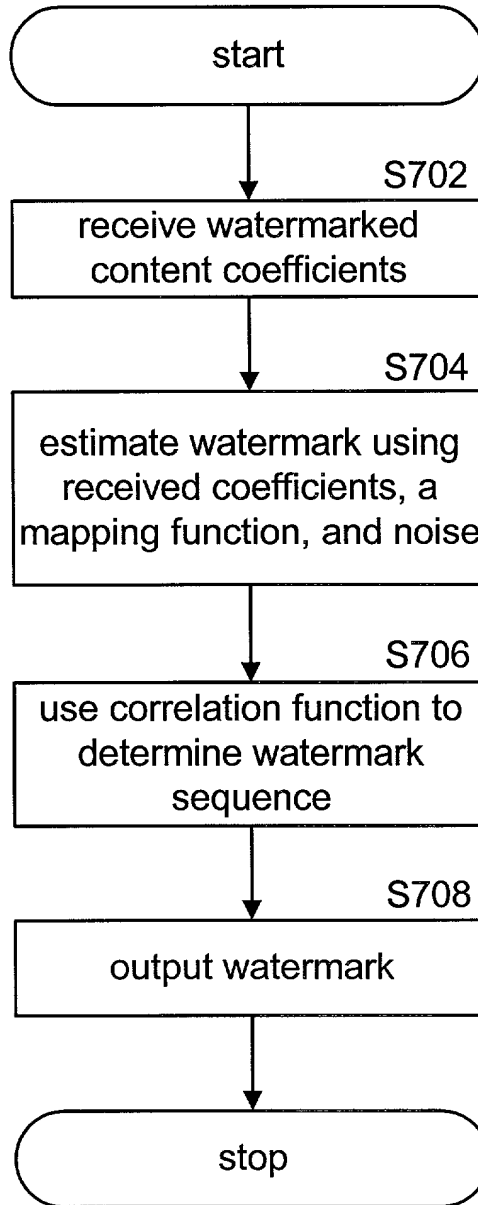 start
S702
receive watermarked
content coefficients
S704
estimate watermark using
received coefficients, a
mapping function, and noise
S706
use correlation function to
determine watermark
sequence
S708
output watermark
stop